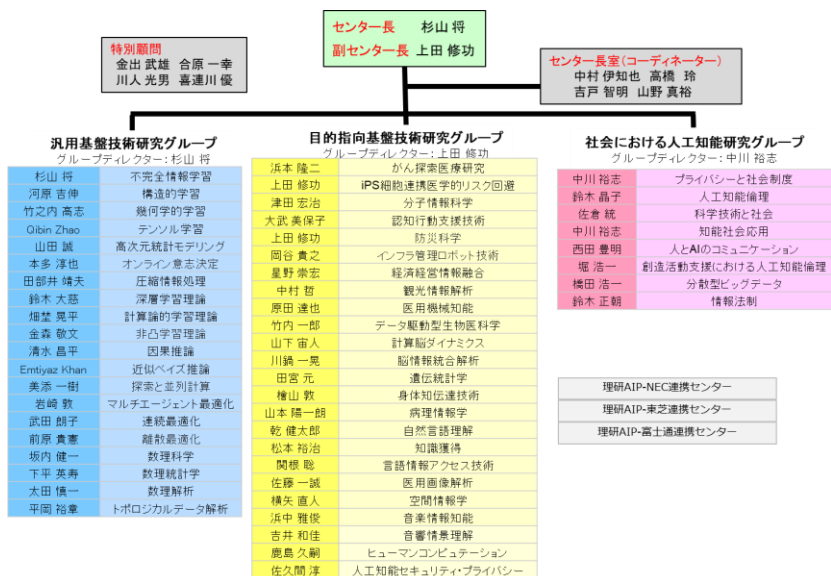 センター長 杉山 将
副センター長 上田 修功
特別顧問
金出 武雄 合原 一幸
川人 光男 喜連川 優
センター長室(コーディネーター)
中村 伊知也 高橋 玲
吉戸 智明 山野 真裕
汎用基盤技術研究グループ
グループディレクター:杉山 将
杉山 将 不完全情報学習
河原 吉伸 構造的学習
竹之内 高志 幾何学的学習
Qibin Zhao テンソル学習
山田 誠 高次元統計モデリング
本多 淳也 オンライン意志決定
田部井 靖夫 圧縮情報処理
鈴木 大慈 深層学習理論
畑埜 晃平 計算論的学習理論
金森 敬文 非凸学習理論
清水 昌平 因果推論
Emtiyaz Khan 近似ベイズ推論
美添 一樹 探索と並列計算
岩崎 敦 マルチエージェント最適化
武田 朗子 連続最適化
前原 貴憲 離散最適化
坂内 健一 数理科学
下平 英寿 数理統計学
太田 慎一 数理解析
平岡 裕章 トポロジカルデータ解析
目的指向基盤技術研究グループ
グループディレクター:上田 修功
浜本 隆二 がん探索医療研究
上田 修功 iPS細胞連携医学的リスク回避
津田 宏治 分子情報科学
大武 美保子 認知行動支援技術
上田 修功 防災科学
岡谷 貴之 インフラ管理ロボット技術
星野 崇宏 経済経営情報融合
中村 哲 観光情報解析
原田 達也 医用機械知能
竹内 一郎 データ駆動型生物医科学
山下 宙人 計算脳ダイナミクス
川鍋 一晃 脳情報統合解析
田宮 元 遺伝統計学
檜山 敦 身体知伝達技術
山本 陽一朗 病理情報学
乾 健太郎 自然言語理解
松本 裕治 知識獲得
関根 聡 言語情報アクセス技術
佐藤 一誠 医用画像解析
横矢 直人 空間情報学
浜中 雅俊 音楽情報知能
吉井 和佳 音響情景理解
鹿島 久嗣 ヒューマンコンピュテーション
佐久間 淳 人工知能セキュリティ・プライバシー
社会における人工知能研究グループ
グループディレクター:中川 裕志
中川 裕志 プライバシーと社会制度
鈴木 晶子 人工知能倫理
佐倉 統 科学技術と社会
中川 裕志 知能社会応用
西田 豊明 人とAIのコミュニケーション
堀 浩一 創造活動支援における人工知能倫理
橋田 浩一 分散型ビッグデータ
鈴木 正朝 情報法制
理研AIP-NEC連携センター
理研AIP-東芝連携センター
理研AIP-富士通連携センター